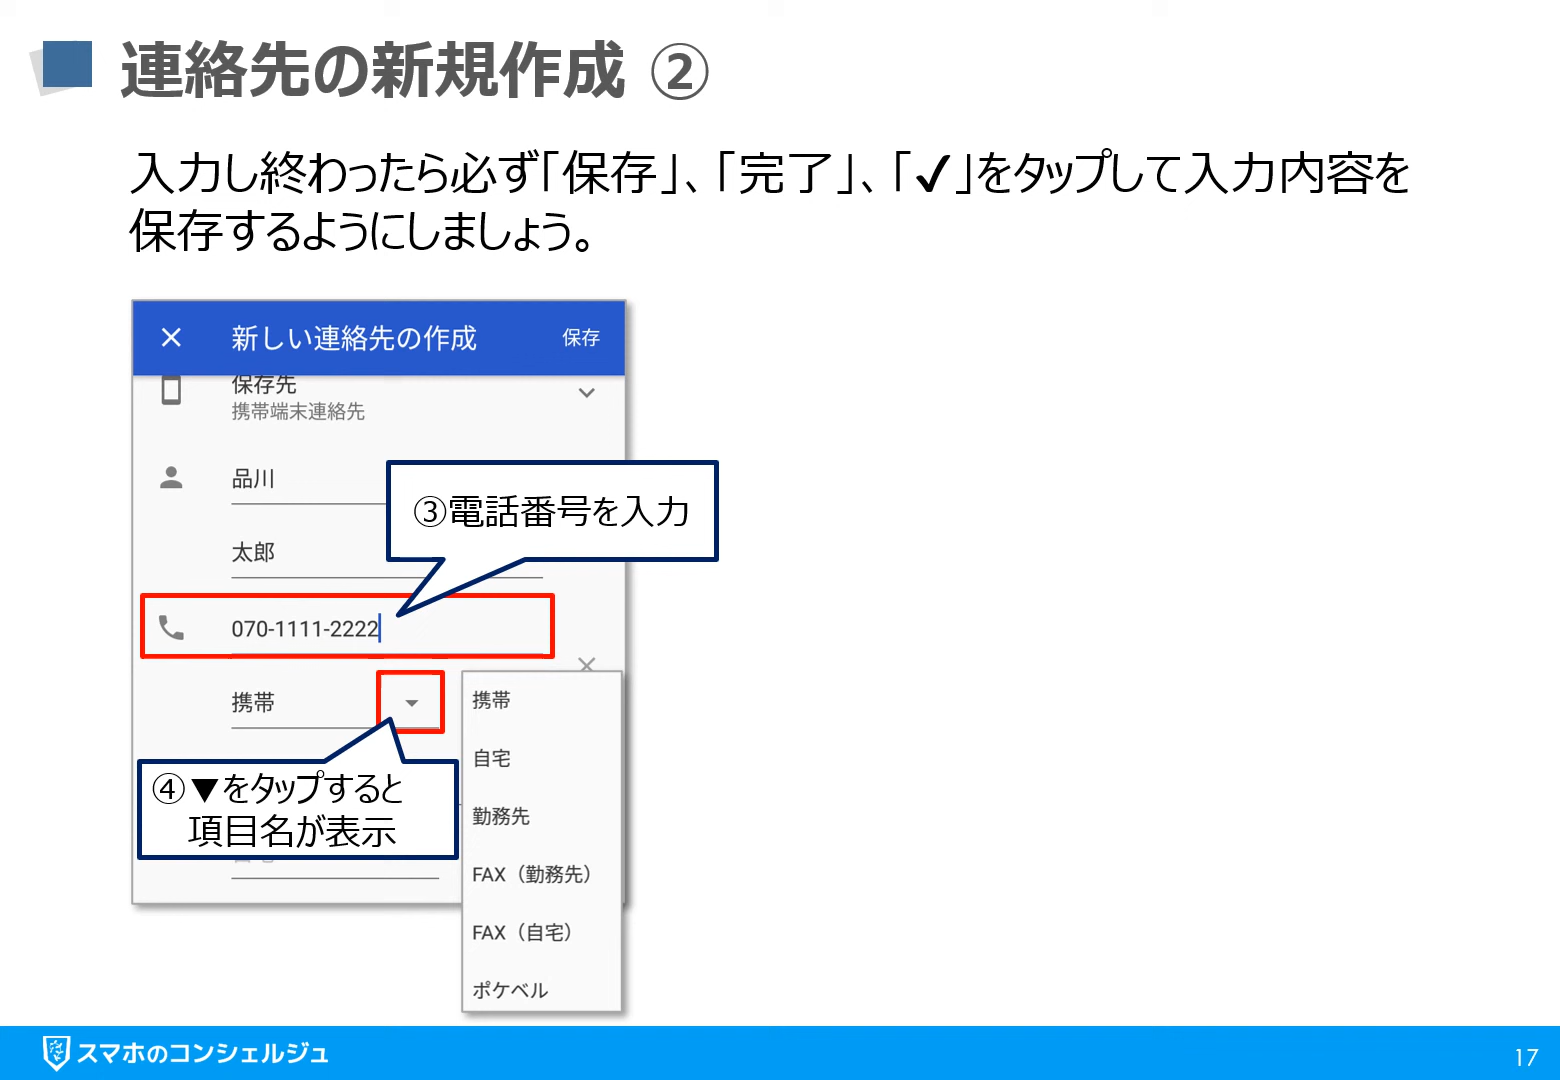 連絡先の新規作成 ②
入力し終わったら必ず「保存」、「完了」、「✓」をタップして入力内容を
保存するようにしましょう。
新しい連絡先の作成 保存
保存先
携帯端末連絡先
品川
③電話番号を入力
太郎
070-1111-2222
携帯
④▼をタップすると
項目名が表示
携帯
自宅
勤務先
FAX（勤務先）
FAX（自宅）
ポケベル
スマホのコンシェルジュ
17